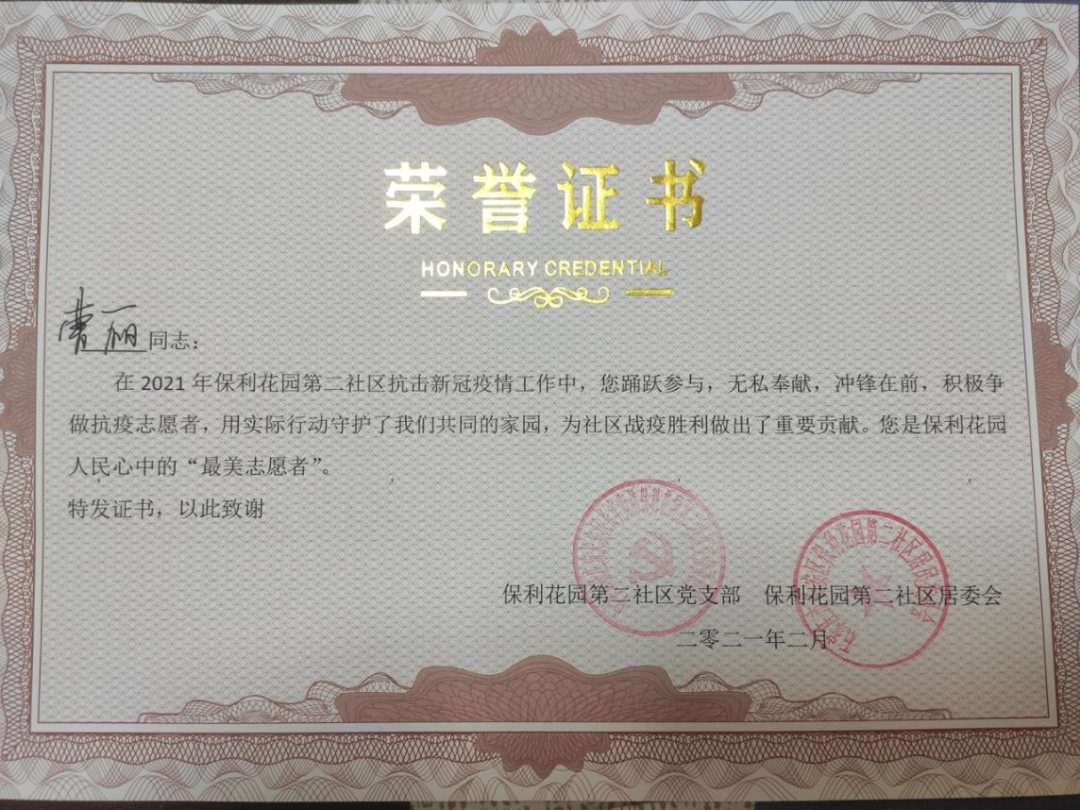 荣誉证书
HONORARY CREDENTIAL
曹丽同志：
在2021年保利花园第二社区抗击新冠疫情工作中，您踊跃参与，无私奉献，冲锋在前，积极争
做抗疫志愿者，用实际行动守护了我们共同的家园，为社区战疫胜利做出了重要贡献。您是保利花园
人民心中的“最美志愿者”。
特发证书，以此致谢
保利花园第二社区党支部 保利花园第二社区居委会
二零二一年二月